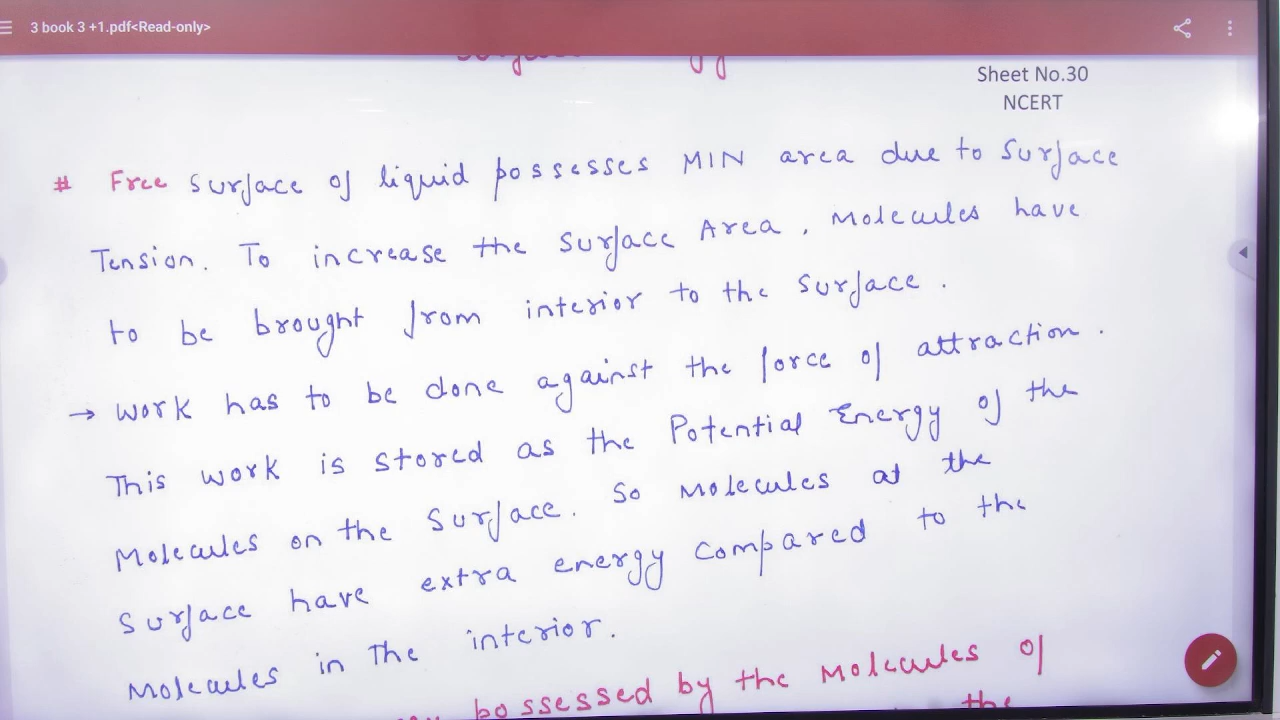 3 book 3 +1.pdf<Read-only>
Sheet No.30
NCERT
# Free surface of liquid possesses MIN area due to surface
Tension. To increase the surface Area, Molecules have
to be brought from interior to the surface.
→ Work has to be done against the force of attraction.
This work is stored as the Potential Energy of the
Molecules on the surface. So Molecules at the
surface have extra energy compared to the
Molecules in The interior.
possessed by the Molecules of
the